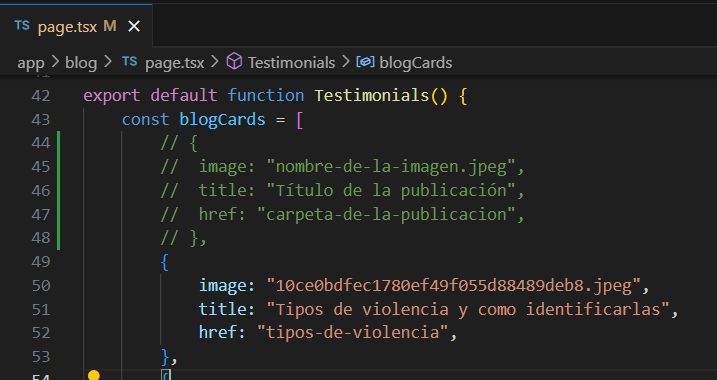 TS page.tsx M ×
app > blog > TS page.tsx > Testimonials > blogCards
42 export default function Testimonials() {
43 const blogCards = [
44 // {
45 // image: "nombre-de-la-imagen.jpeg",
46 // title: "Título de la publicación",
47 // href: "carpeta-de-la-publicacion",
48 // },
49 {
50 image: "10ce0bdfec1780ef49f055d88489deb8.jpeg",
51 title: "Tipos de violencia y como identificarlas",
52 href: "tipos-de-violencia",
53 },
54 {